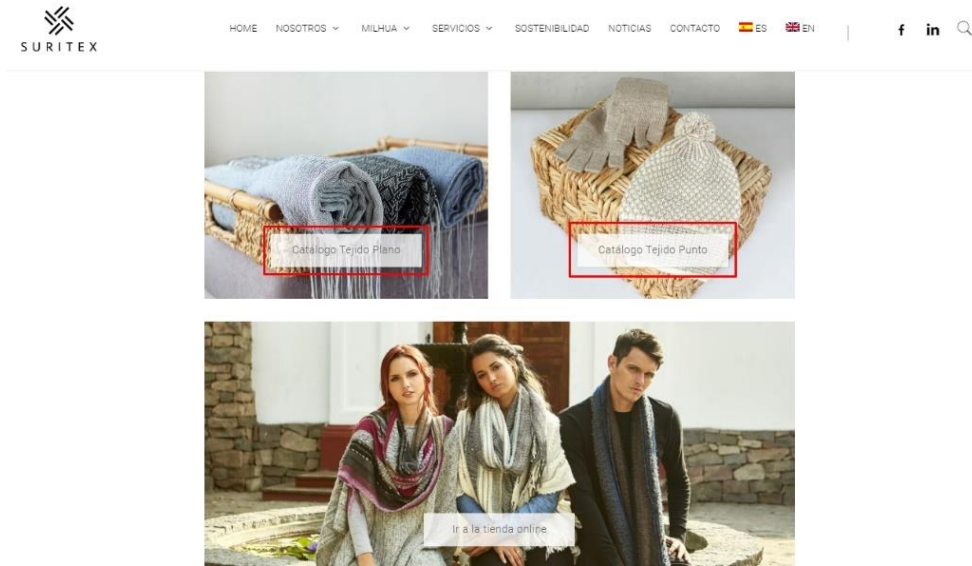 HOME NOSOTROS MILHUA SERVICIOS SOSTENIBILIDAD NOTICIAS CONTACTO ES EN
SURITEX
Catálogo Tejido Plano
Catálogo Tejido Punto
Ir a la tienda online